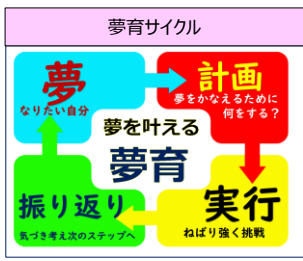 夢育サイクル
夢
なりたい自分
計画
夢をかなえるために
何をする？
夢を叶える
夢育
振り返り
気づき考え次のステップへ
実行
ねばり強く挑戦